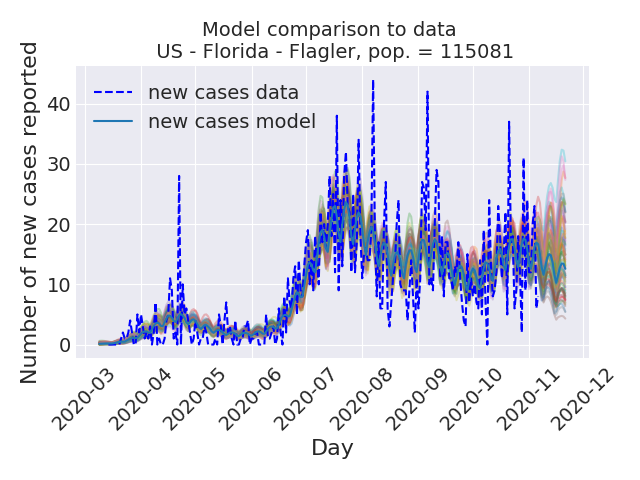 Model comparison to data
US - Florida - Flagler, pop. = 115081
Number of new cases reported
40
30
20
10
0
new cases data
new cases model
2020-03
2020-04
2020-05
2020-06
2020-07
2020-08
2020-09
2020-10
2020-11
2020-12
Day